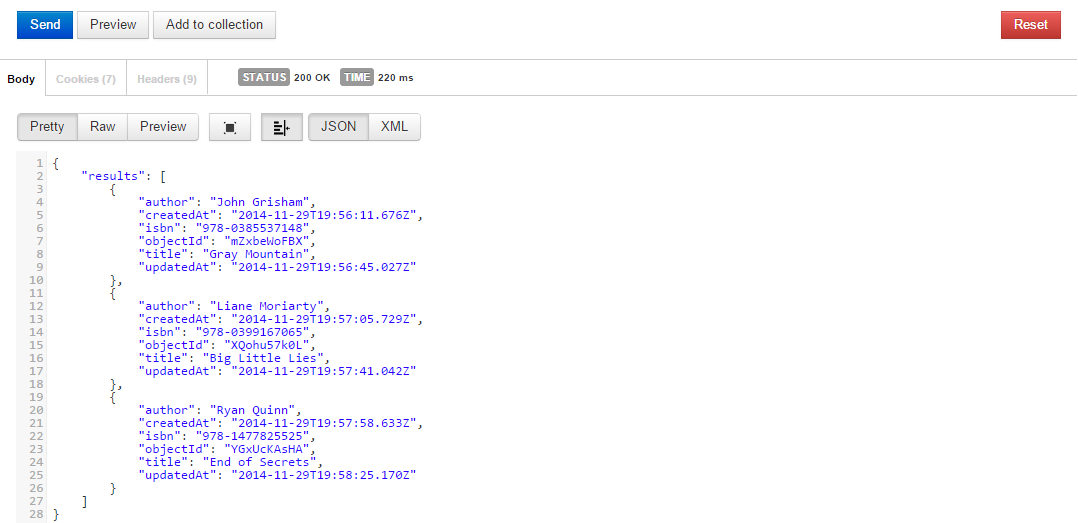 Send Preview Add to collection Reset
Body Cookies (7) Headers (9) STATUS 200 OK TIME 220 ms
Pretty Raw Preview JSON XML
1 {
2 "results": [
3 {
4 "author": "John Grisham",
5 "createdAt": "2014-11-29T19:56:11.676Z",
6 "isbn": "978-0385537148",
7 "objectId": "mZxbeWoFBX",
8 "title": "Gray Mountain",
9 "updatedAt": "2014-11-29T19:56:45.027Z"
10 },
11 {
12 "author": "Liane Moriarty",
13 "createdAt": "2014-11-29T19:57:05.729Z",
14 "isbn": "978-0399167065",
15 "objectId": "XQohu57k0L",
16 "title": "Big Little Lies",
17 "updatedAt": "2014-11-29T19:57:41.042Z"
18 },
19 {
20 "author": "Ryan Quinn",
21 "createdAt": "2014-11-29T19:57:58.633Z",
22 "isbn": "978-1477825525",
23 "objectId": "YGxUcKAsHA",
24 "title": "End of Secrets",
25 "updatedAt": "2014-11-29T19:58:25.170Z"
26 }
27 ]
28 }